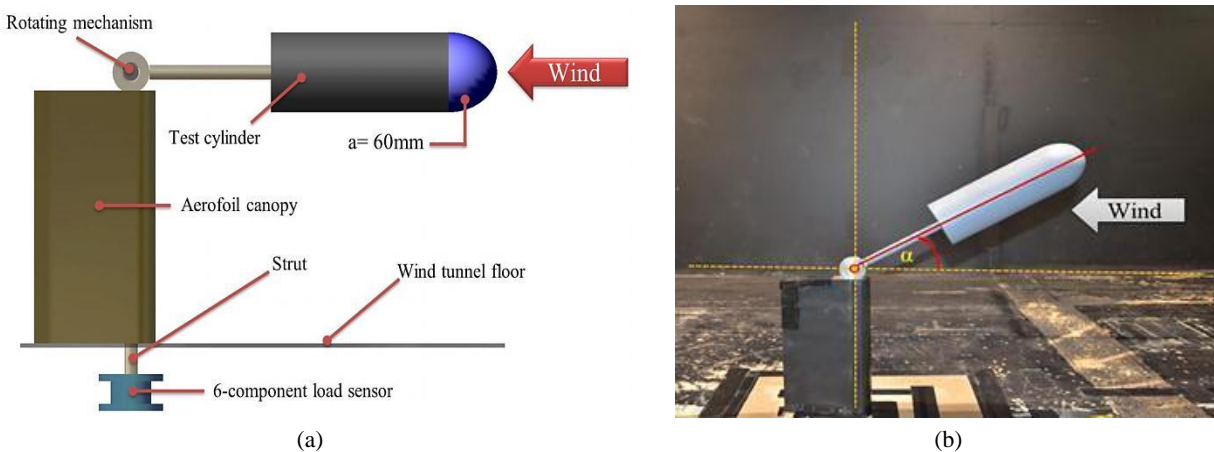 Rotating mechanism
Wind
Test cylinder
a= 60mm
Aerofoil canopy
Strut
Wind tunnel floor
6-component load sensor
(a)
Wind
α
(b)